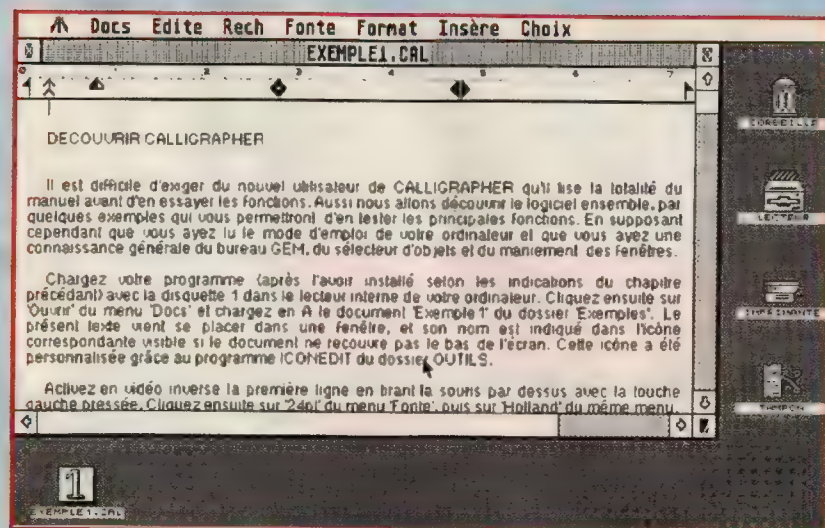 Docs Edite Rech Fonte Format Insère Choix
EXEMPLE1.CAL
0 1 2 3 4 5 6 7
DECOUVRIR CALLIGRAPHER
Il est difficile d'exiger du nouvel utilisateur de CALLIGRAPHER qu'il lise la totalité du
manuel avant d'en essayer les fonctions. Aussi nous allons découvrir le logiciel ensemble, par
quelques exemples qui vous permettront d'en tester les principales fonctions. En supposant
cependant que vous ayez lu le mode d'emploi de votre ordinateur et que vous ayez une
connaissance générale du bureau GEM, du sélecteur d'objets et du maniement des fenêtres.
Chargez votre programme (après l'avoir installé selon les indications du chapitre
précédant) avec la disquette 1 dans le lecteur interne de votre ordinateur. Cliquez ensuite sur
'Ouvrir' du menu 'Docs' et chargez en A le document 'Exemple 1' du dossier 'Exemples'. Le
présent texte vient se placer dans une fenêtre, et son nom est indiqué dans l'icône
correspondante visible si le document ne recouvre pas le bas de l'écran. Cette icône a été
personnalisée grâce au programme ICONEDIT du dossier OUTILS.
Activez en vidéo inverse la première ligne en tirant la souris par dessus avec la touche
gauche pressée. Cliquez ensuite sur '24pt' du menu 'Fonte', puis sur 'Holland' du même menu.
CORBEILLE
LECTEUR
IMPRIMANTE
TAMPON
1
EXEMPLE1.CAL